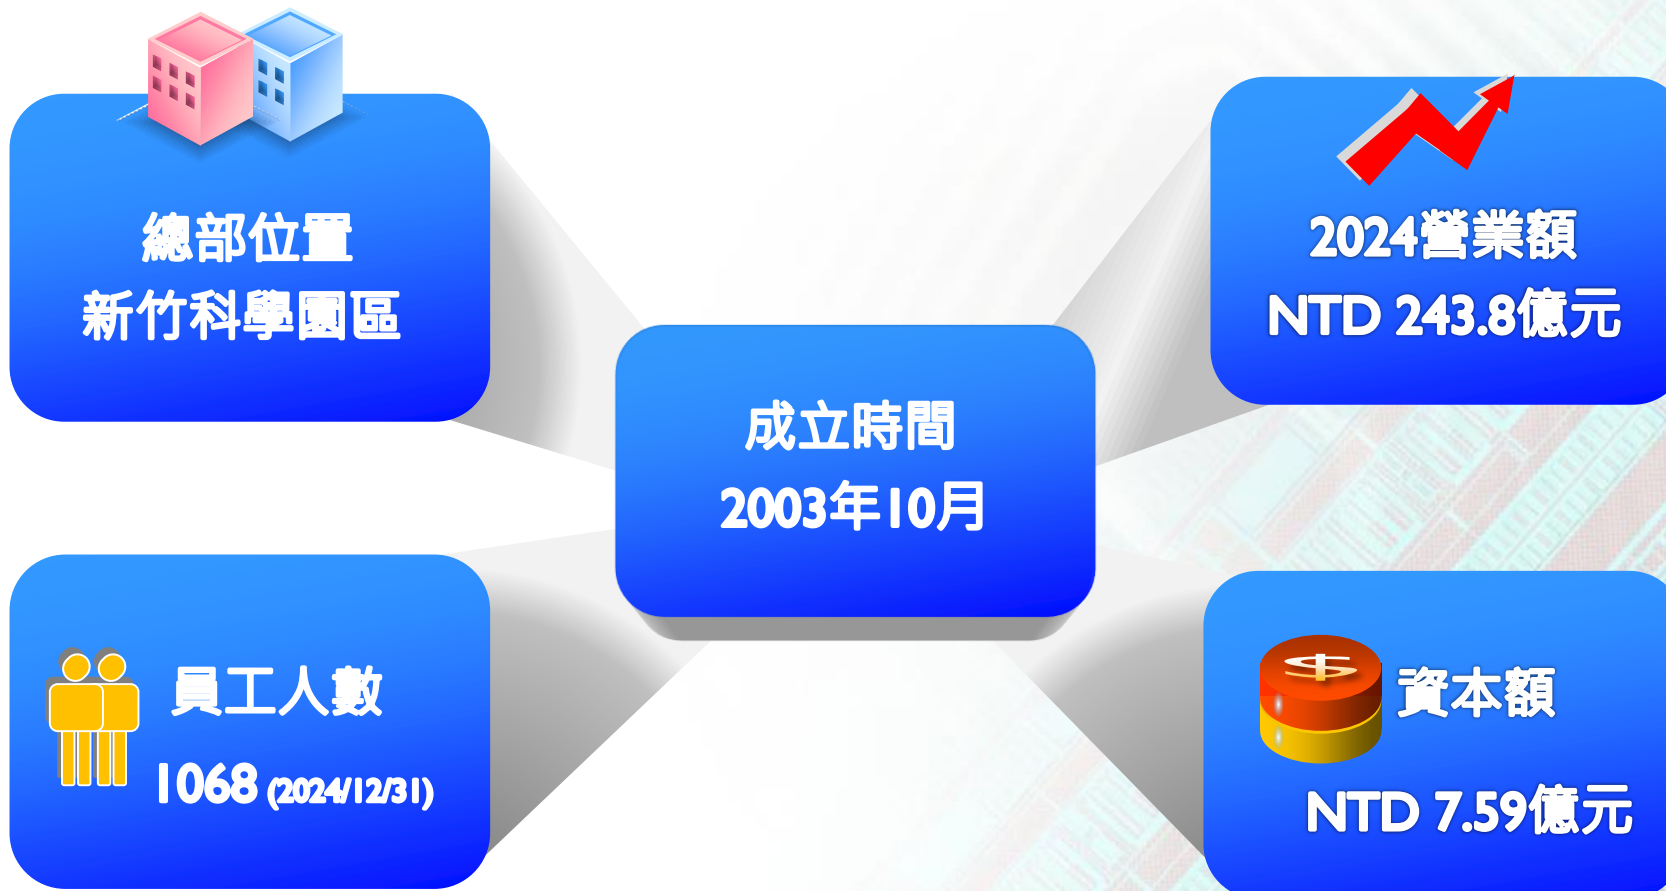 總部位置
新竹科學園區
2024營業額
NTD 243.8億元
成立時間
2003年10月
員工人數
1068 (2024/12/31)
資本額
NTD 7.59億元